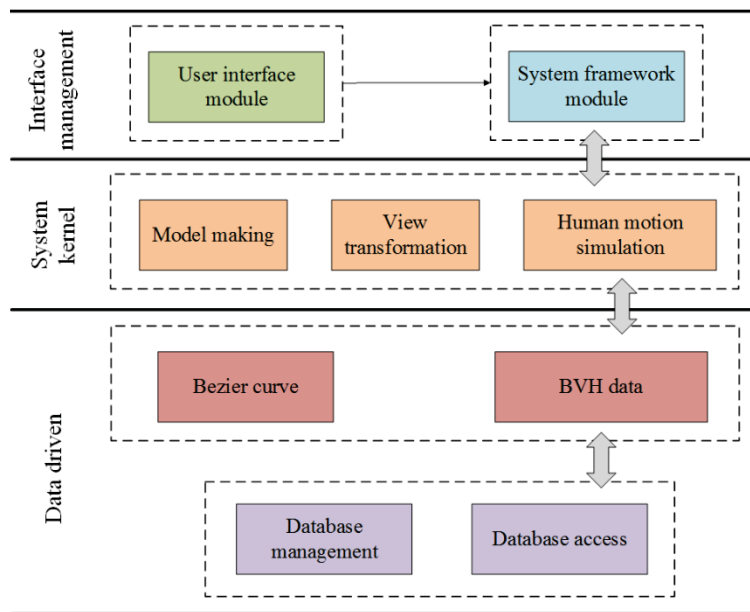 Interface
management
User interface
module
System framework
module
System
kernel
Model making
View
transformation
Human motion
simulation
Data driven
Bezier curve
BVH data
Database
management
Database access